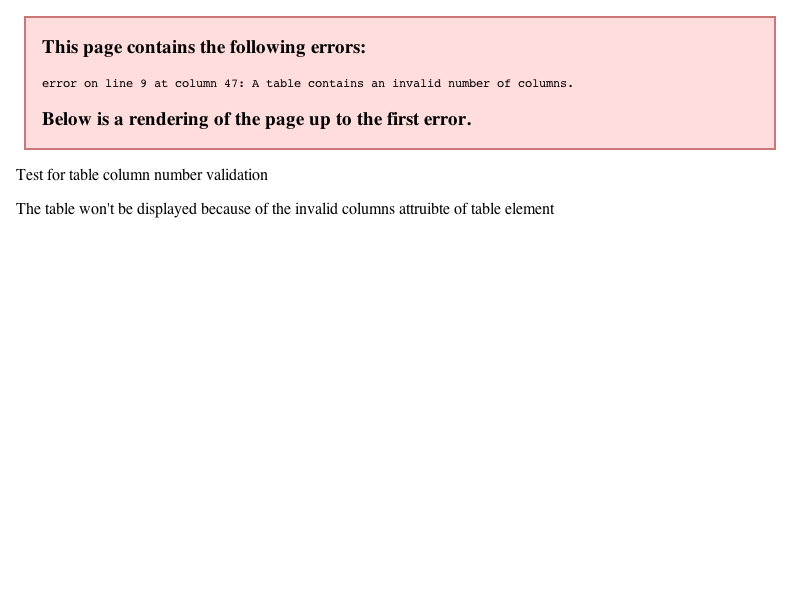 This page contains the following errors:
error on line 9 at column 47: A table contains an invalid number of columns.
Below is a rendering of the page up to the first error.
Test for table column number validation
The table won't be displayed because of the invalid columns attruibte of table element